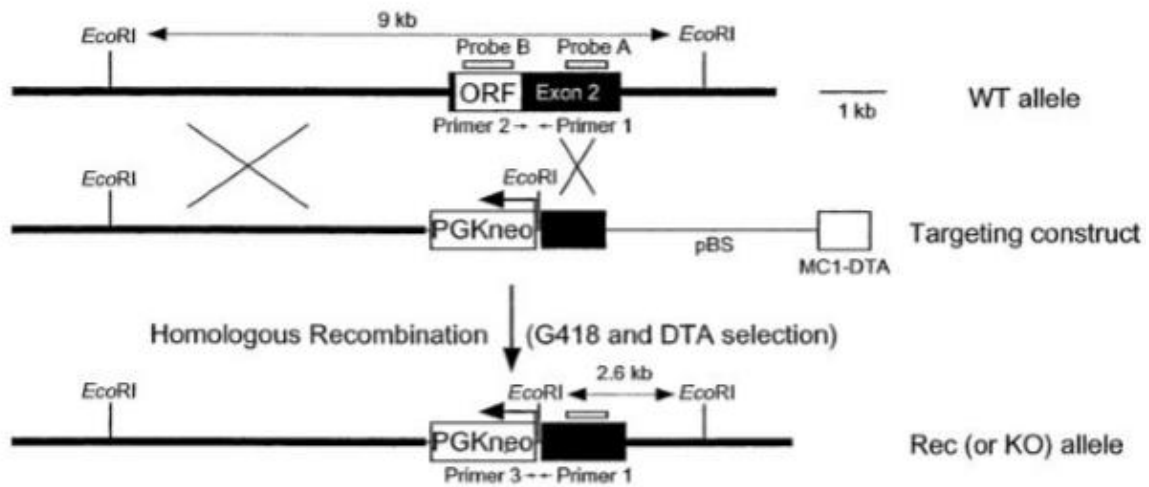 9 kb
EcoRI EcoRI
Probe B Probe A
ORF Exon 2
1 kb
WT allele
Primer 2 Primer 1
EcoRI EcoRI
PGKneo
pBS
MC1-DTA
Targeting construct
Homologous Recombination (G418 and DTA selection)
2.6 kb
EcoRI EcoRI EcoRI
PGKneo
Rec (or KO) allele
Primer 3 Primer 1